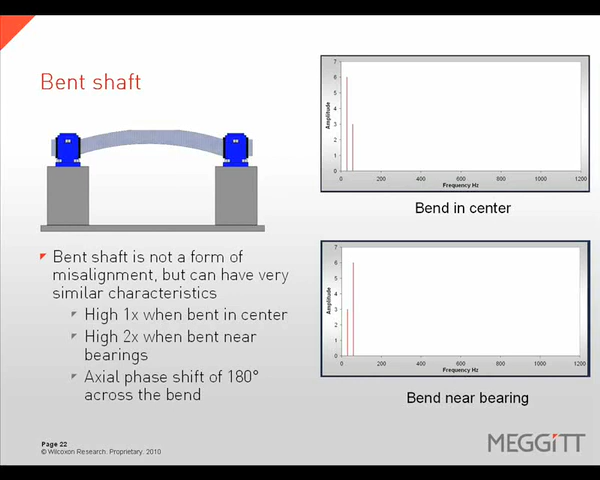 Bent shaft
Bent shaft is not a form of
misalignment, but can have very
similar characteristics
High 1x when bent in center
High 2x when bent near
bearings
Axial phase shift of 180°
across the bend
Amplitude
7
6
5
4
3
2
1
0
0 200 400 600 800 1000 1200
Frequency Hz
Bend in center
Amplitude
7
6
5
4
3
2
1
0
0 200 400 600 800 1000 1200
Frequency Hz
Bend near bearing
Page 22
© Wilcoxon Research. Proprietary. 2010
MEGGITT